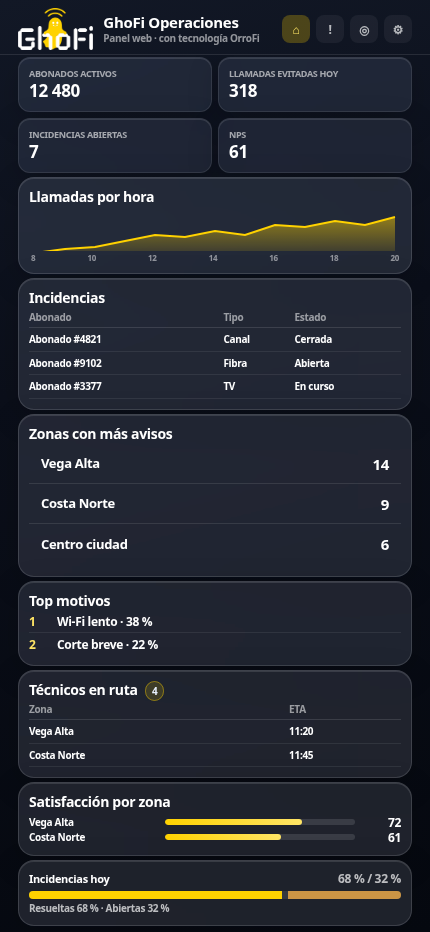 GhoFi
GhoFi Operaciones
Panel web · con tecnología OrroFi
!
ABONADOS ACTIVOS
12 480
LLAMADAS EVITADAS HOY
318
INCIDENCIAS ABIERTAS
7
NPS
61
Llamadas por hora
8 10 12 14 16 18 20
Incidencias
Abonado Tipo Estado
Abonado #4821 Canal Cerrada
Abonado #9102 Fibra Abierta
Abonado #3377 TV En curso
Zonas con más avisos
Vega Alta 14
Costa Norte 9
Centro ciudad 6
Top motivos
1 Wi-Fi lento · 38 %
2 Corte breve · 22 %
Técnicos en ruta 4
Zona ETA
Vega Alta 11:20
Costa Norte 11:45
Satisfacción por zona
Vega Alta 72
Costa Norte 61
Incidencias hoy 68 % / 32 %
Resueltas 68 % · Abiertas 32 %